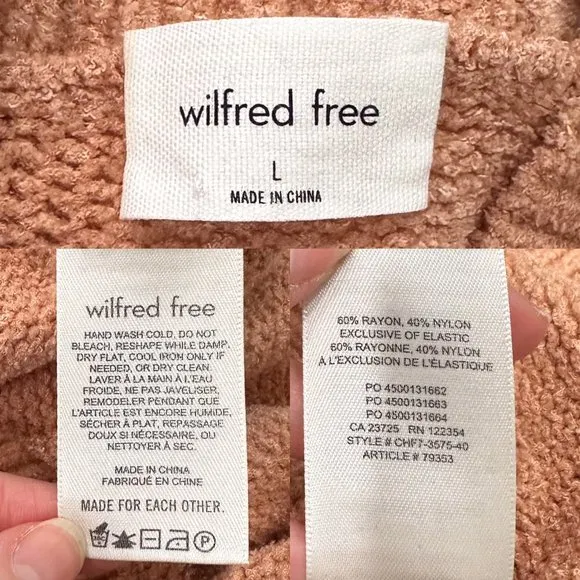 wilfred free
L
MADE IN CHINA
wilfred free
HAND WASH COLD, DO NOT
BLEACH, RESHAPE WHILE DAMP.
DRY FLAT, COOL IRON ONLY IF
NEEDED, OR DRY CLEAN.
LAVER À LA MAIN À L'EAU
FROIDE, NE PAS JAVELISER,
REMODELER PENDANT QUE
L'ARTICLE EST ENCORE HUMIDE,
SÉCHER À PLAT, REPASSAGE
DOUX SI NÉCESSAIRE, OU
NETTOYER À SEC.
MADE IN CHINA
FABRIQUÉ EN CHINE
MADE FOR EACH OTHER.
P
60% RAYON, 40% NYLON
EXCLUSIVE OF ELASTIC
60% RAYONNE, 40% NYLON
À L'EXCLUSION DE L'ÉLASTIQUE
PO 4500131662
PO 4500131663
PO 4500131664
CA 23725 RN 122354
STYLE # CHF7-3575-40
ARTICLE # 79353